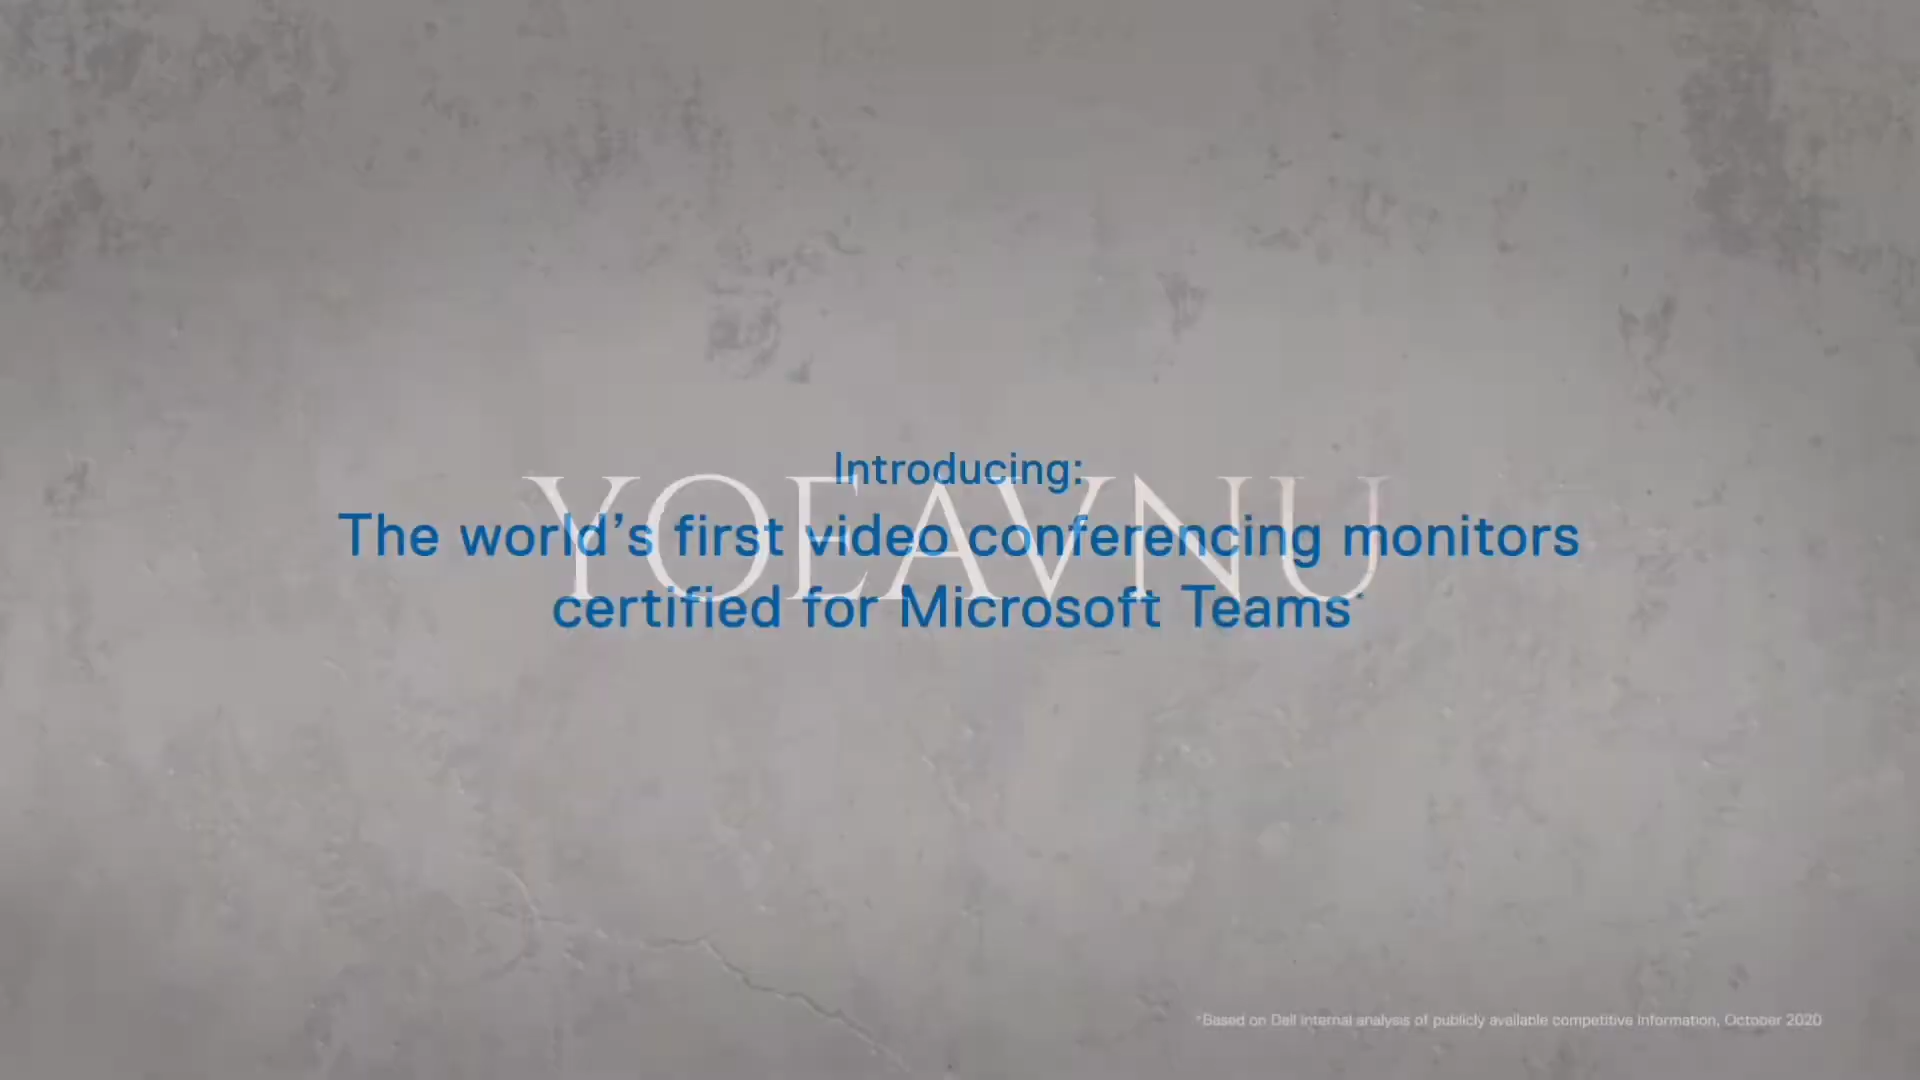 Introducing:
YOEAVNU
The world's first video conferencing monitors
certified for Microsoft Teams*
*Based on Dell internal analysis of publicly available competitive information, October 2020